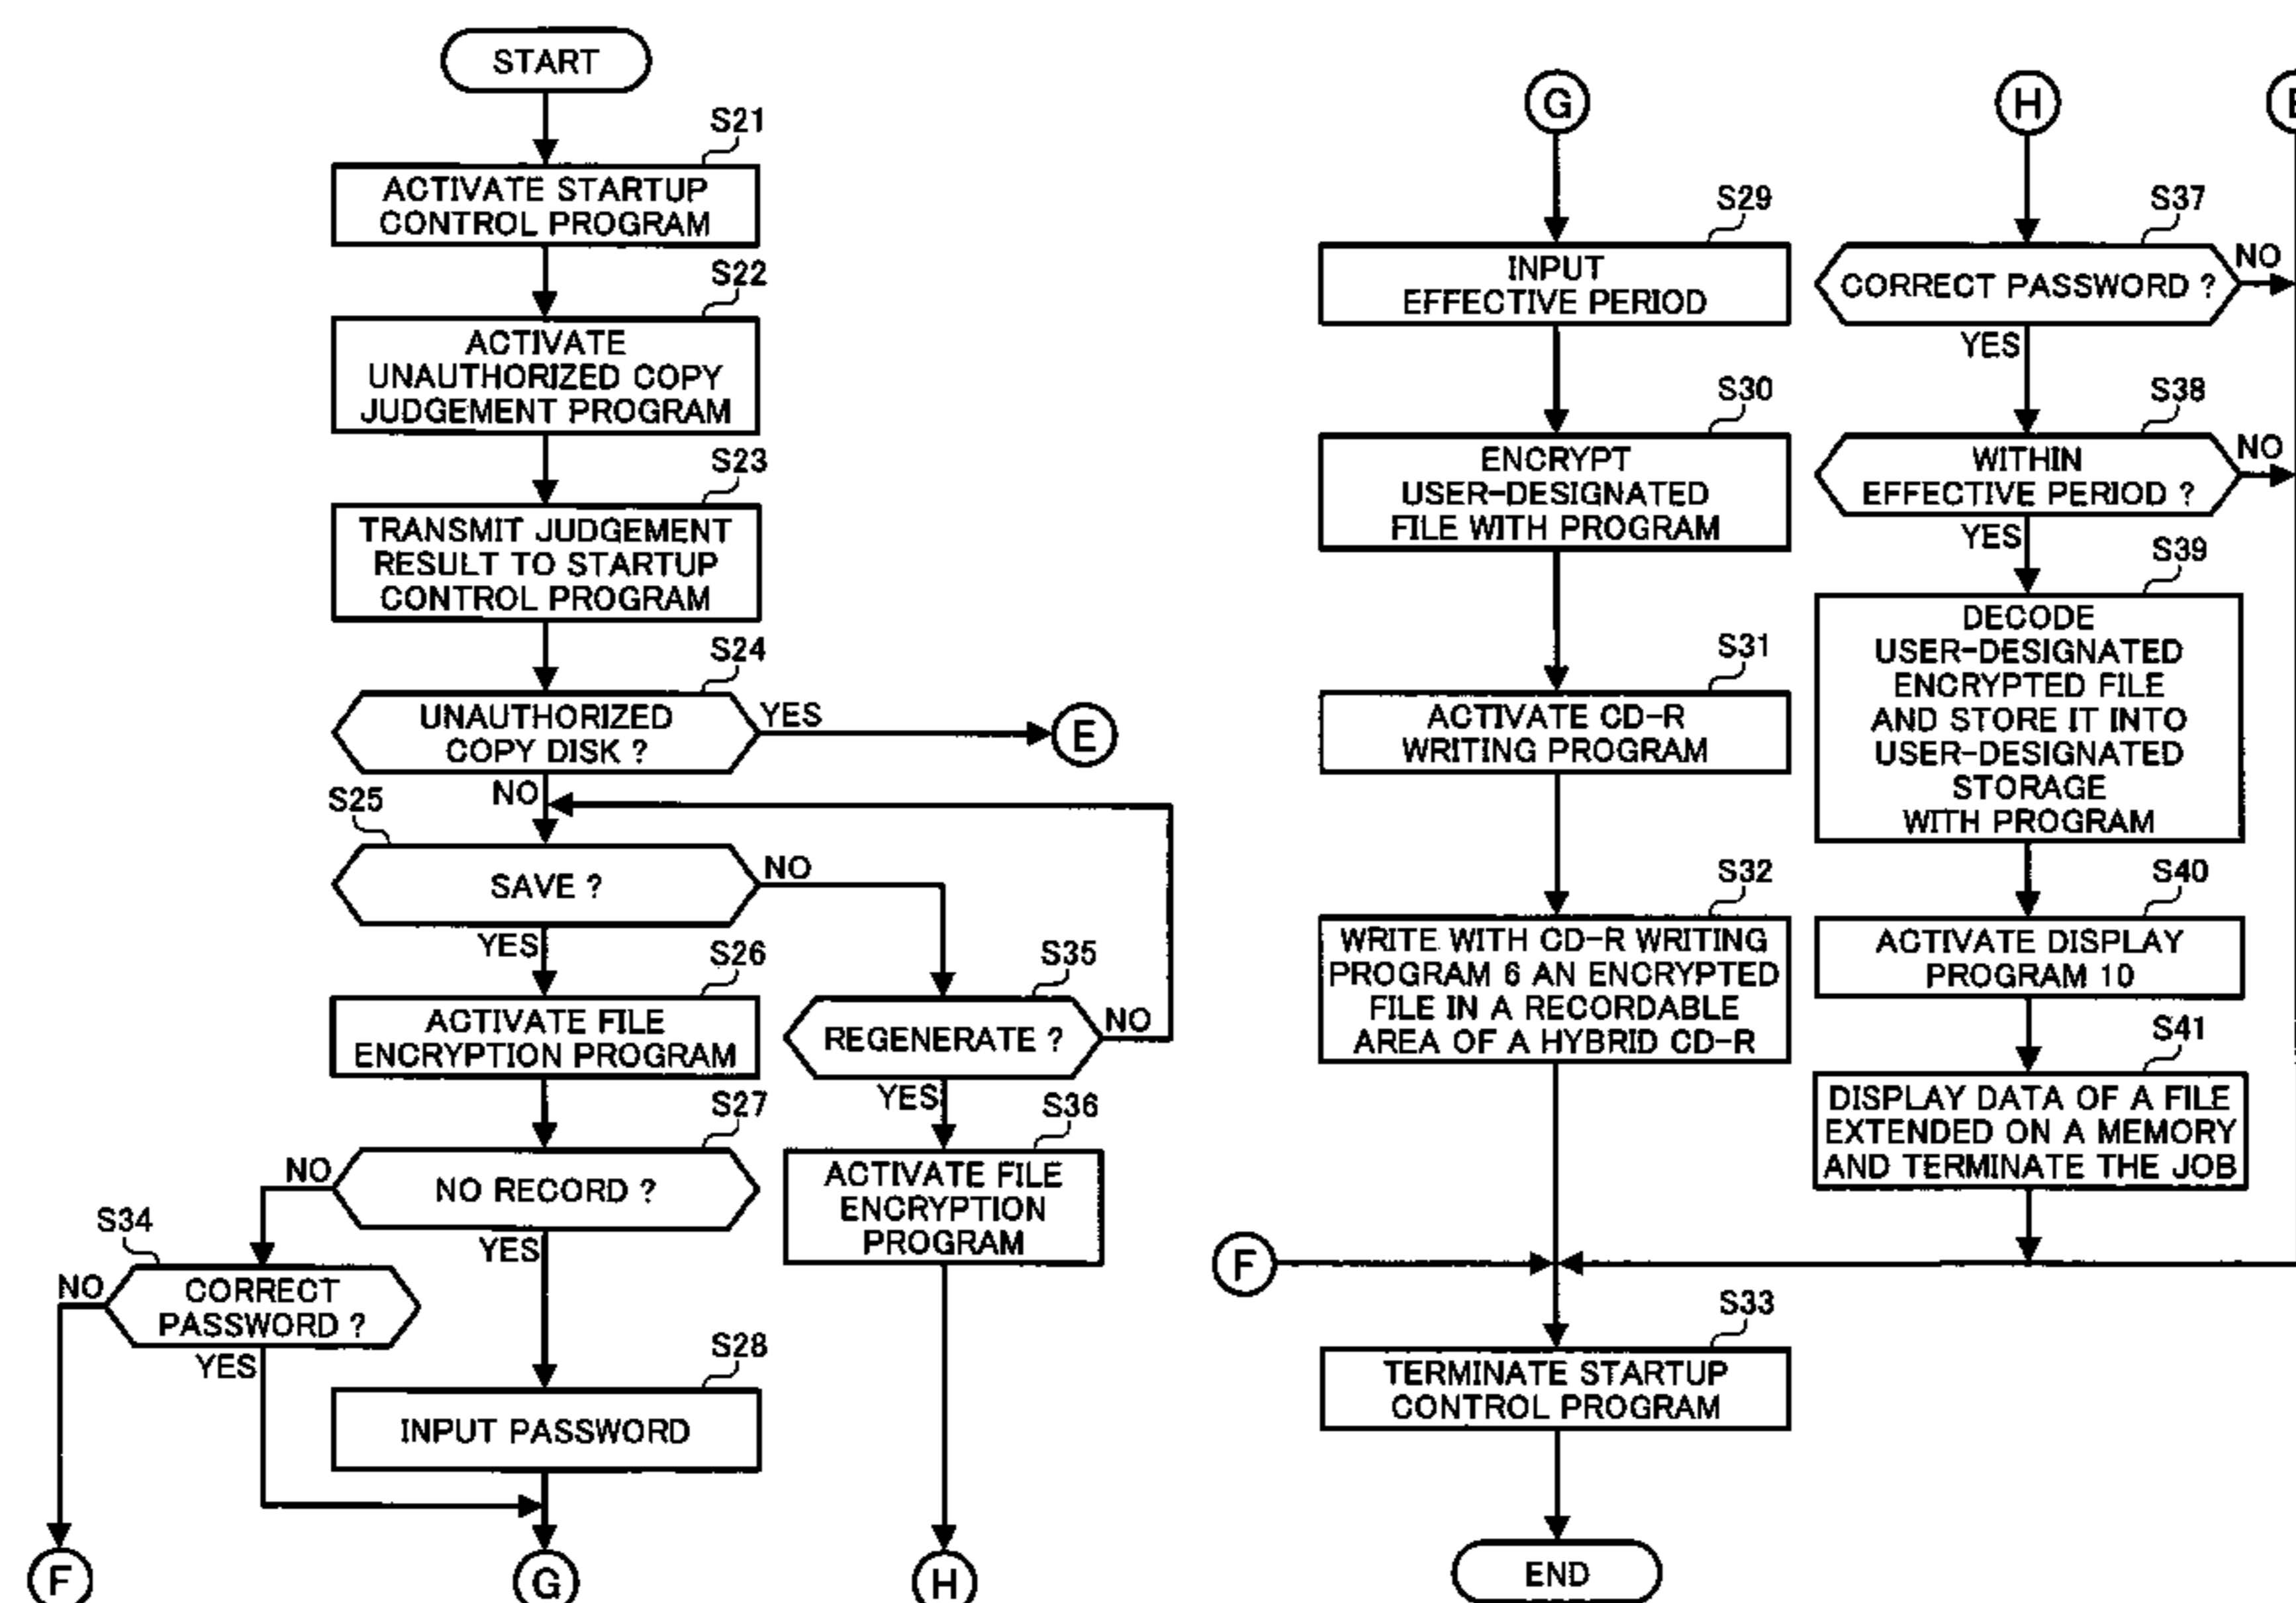 START
S21
ACTIVATE STARTUP
CONTROL PROGRAM
S22
ACTIVATE
UNAUTHORIZED COPY
JUDGEMENT PROGRAM
S23
TRANSMIT JUDGEMENT
RESULT TO STARTUP
CONTROL PROGRAM
S24
UNAUTHORIZED
COPY DISK ?
YES
E
NO
S25
SAVE ?
NO
YES
S26
ACTIVATE FILE
ENCRYPTION PROGRAM
S35
REGENERATE ?
NO
YES
S27
NO RECORD ?
NO
YES
S36
ACTIVATE FILE
ENCRYPTION
PROGRAM
S34
CORRECT
PASSWORD ?
NO
YES
S28
INPUT PASSWORD
F
G
H
G
S29
INPUT
EFFECTIVE PERIOD
S30
ENCRYPT
USER-DESIGNATED
FILE WITH PROGRAM
S31
ACTIVATE CD-R
WRITING PROGRAM
S32
WRITE WITH CD-R WRITING
PROGRAM 6 AN ENCRYPTED
FILE IN A RECORDABLE
AREA OF A HYBRID CD-R
F
S33
TERMINATE STARTUP
CONTROL PROGRAM
END
H
S37
CORRECT PASSWORD ?
NO
YES
S38
WITHIN
EFFECTIVE PERIOD ?
NO
YES
S39
DECODE
USER-DESIGNATED
ENCRYPTED FILE
AND STORE IT INTO
USER-DESIGNATED
STORAGE
WITH PROGRAM
S40
ACTIVATE DISPLAY
PROGRAM 10
S41
DISPLAY DATA OF A FILE
EXTENDED ON A MEMORY
AND TERMINATE THE JOB